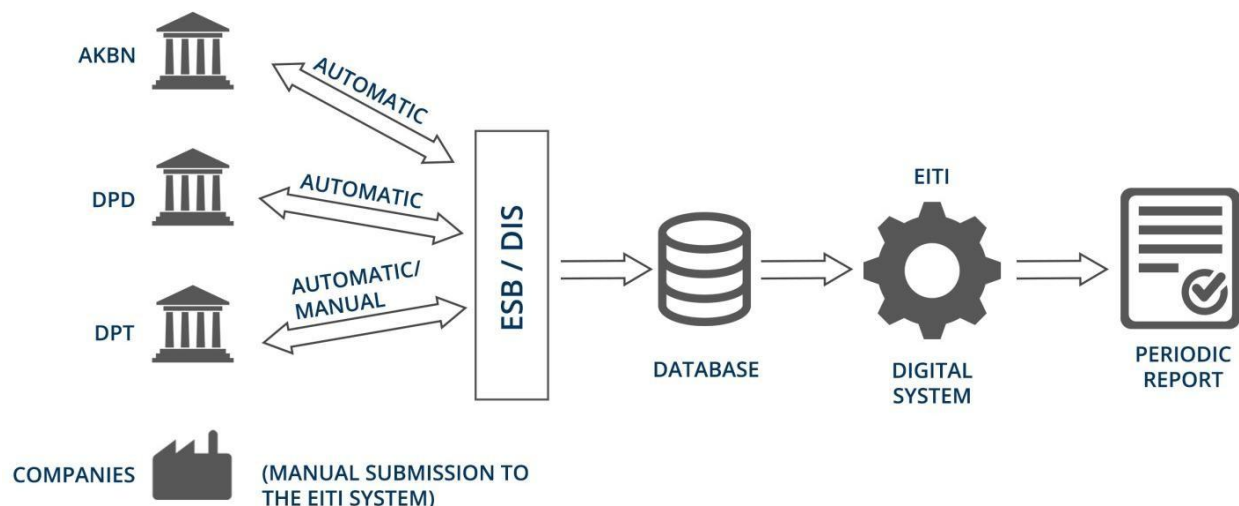 AKBN
AUTOMATIC
DPD
AUTOMATIC
DPT
AUTOMATIC/
MANUAL
COMPANIES
(MANUAL SUBMISSION TO
THE EITI SYSTEM)
ESB / DIS
DATABASE
EITI
DIGITAL
SYSTEM
PERIODIC
REPORT